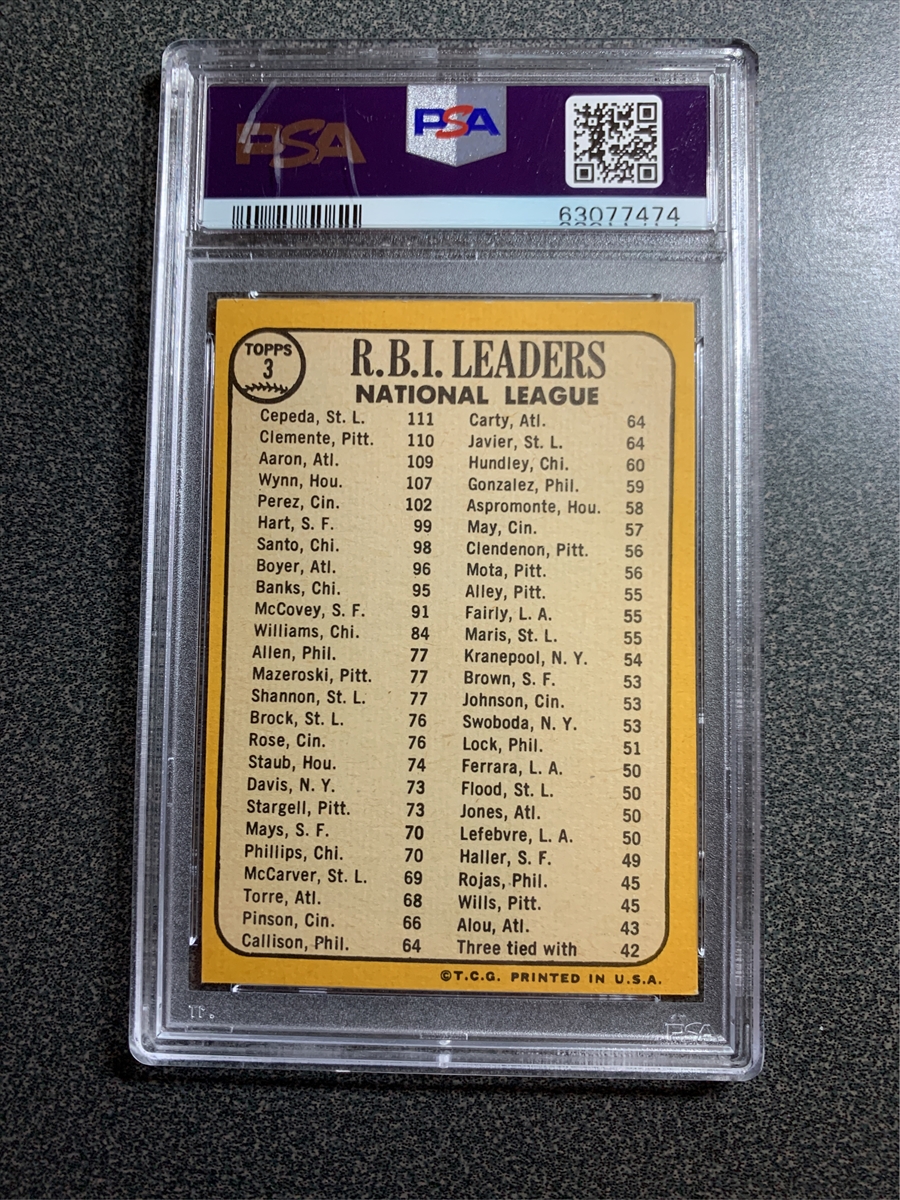 PSA
PSA
63077474
TOPPS
3
R.B.I. LEADERS
NATIONAL LEAGUE
Cepeda, St. L. 111
Clemente, Pitt. 110
Aaron, Atl. 109
Wynn, Hou. 107
Perez, Cin. 102
Hart, S. F. 99
Santo, Chi. 98
Boyer, Atl. 96
Banks, Chi. 95
McCovey, S. F. 91
Williams, Chi. 84
Allen, Phil. 77
Mazeroski, Pitt. 77
Shannon, St. L. 77
Brock, St. L. 76
Rose, Cin. 76
Staub, Hou. 74
Davis, N. Y. 73
Stargell, Pitt. 73
Mays, S. F. 70
Phillips, Chi. 70
McCarver, St. L. 69
Torre, Atl. 68
Pinson, Cin. 66
Callison, Phil. 64
Carty, Atl. 64
Javier, St. L. 64
Hundley, Chi. 60
Gonzalez, Phil. 59
Aspromonte, Hou. 58
May, Cin. 57
Clendenon, Pitt. 56
Mota, Pitt. 56
Alley, Pitt. 55
Fairly, L. A. 55
Maris, St. L. 55
Kranepool, N. Y. 54
Brown, S. F. 53
Johnson, Cin. 53
Swoboda, N. Y. 53
Lock, Phil. 51
Ferrara, L. A. 50
Flood, St. L. 50
Jones, Atl. 50
Lefebvre, L. A. 50
Haller, S. F. 49
Rojas, Phil. 45
Wills, Pitt. 45
Alou, Atl. 43
Three tied with 42
©T.C.G. PRINTED IN U.S.A.
PSA